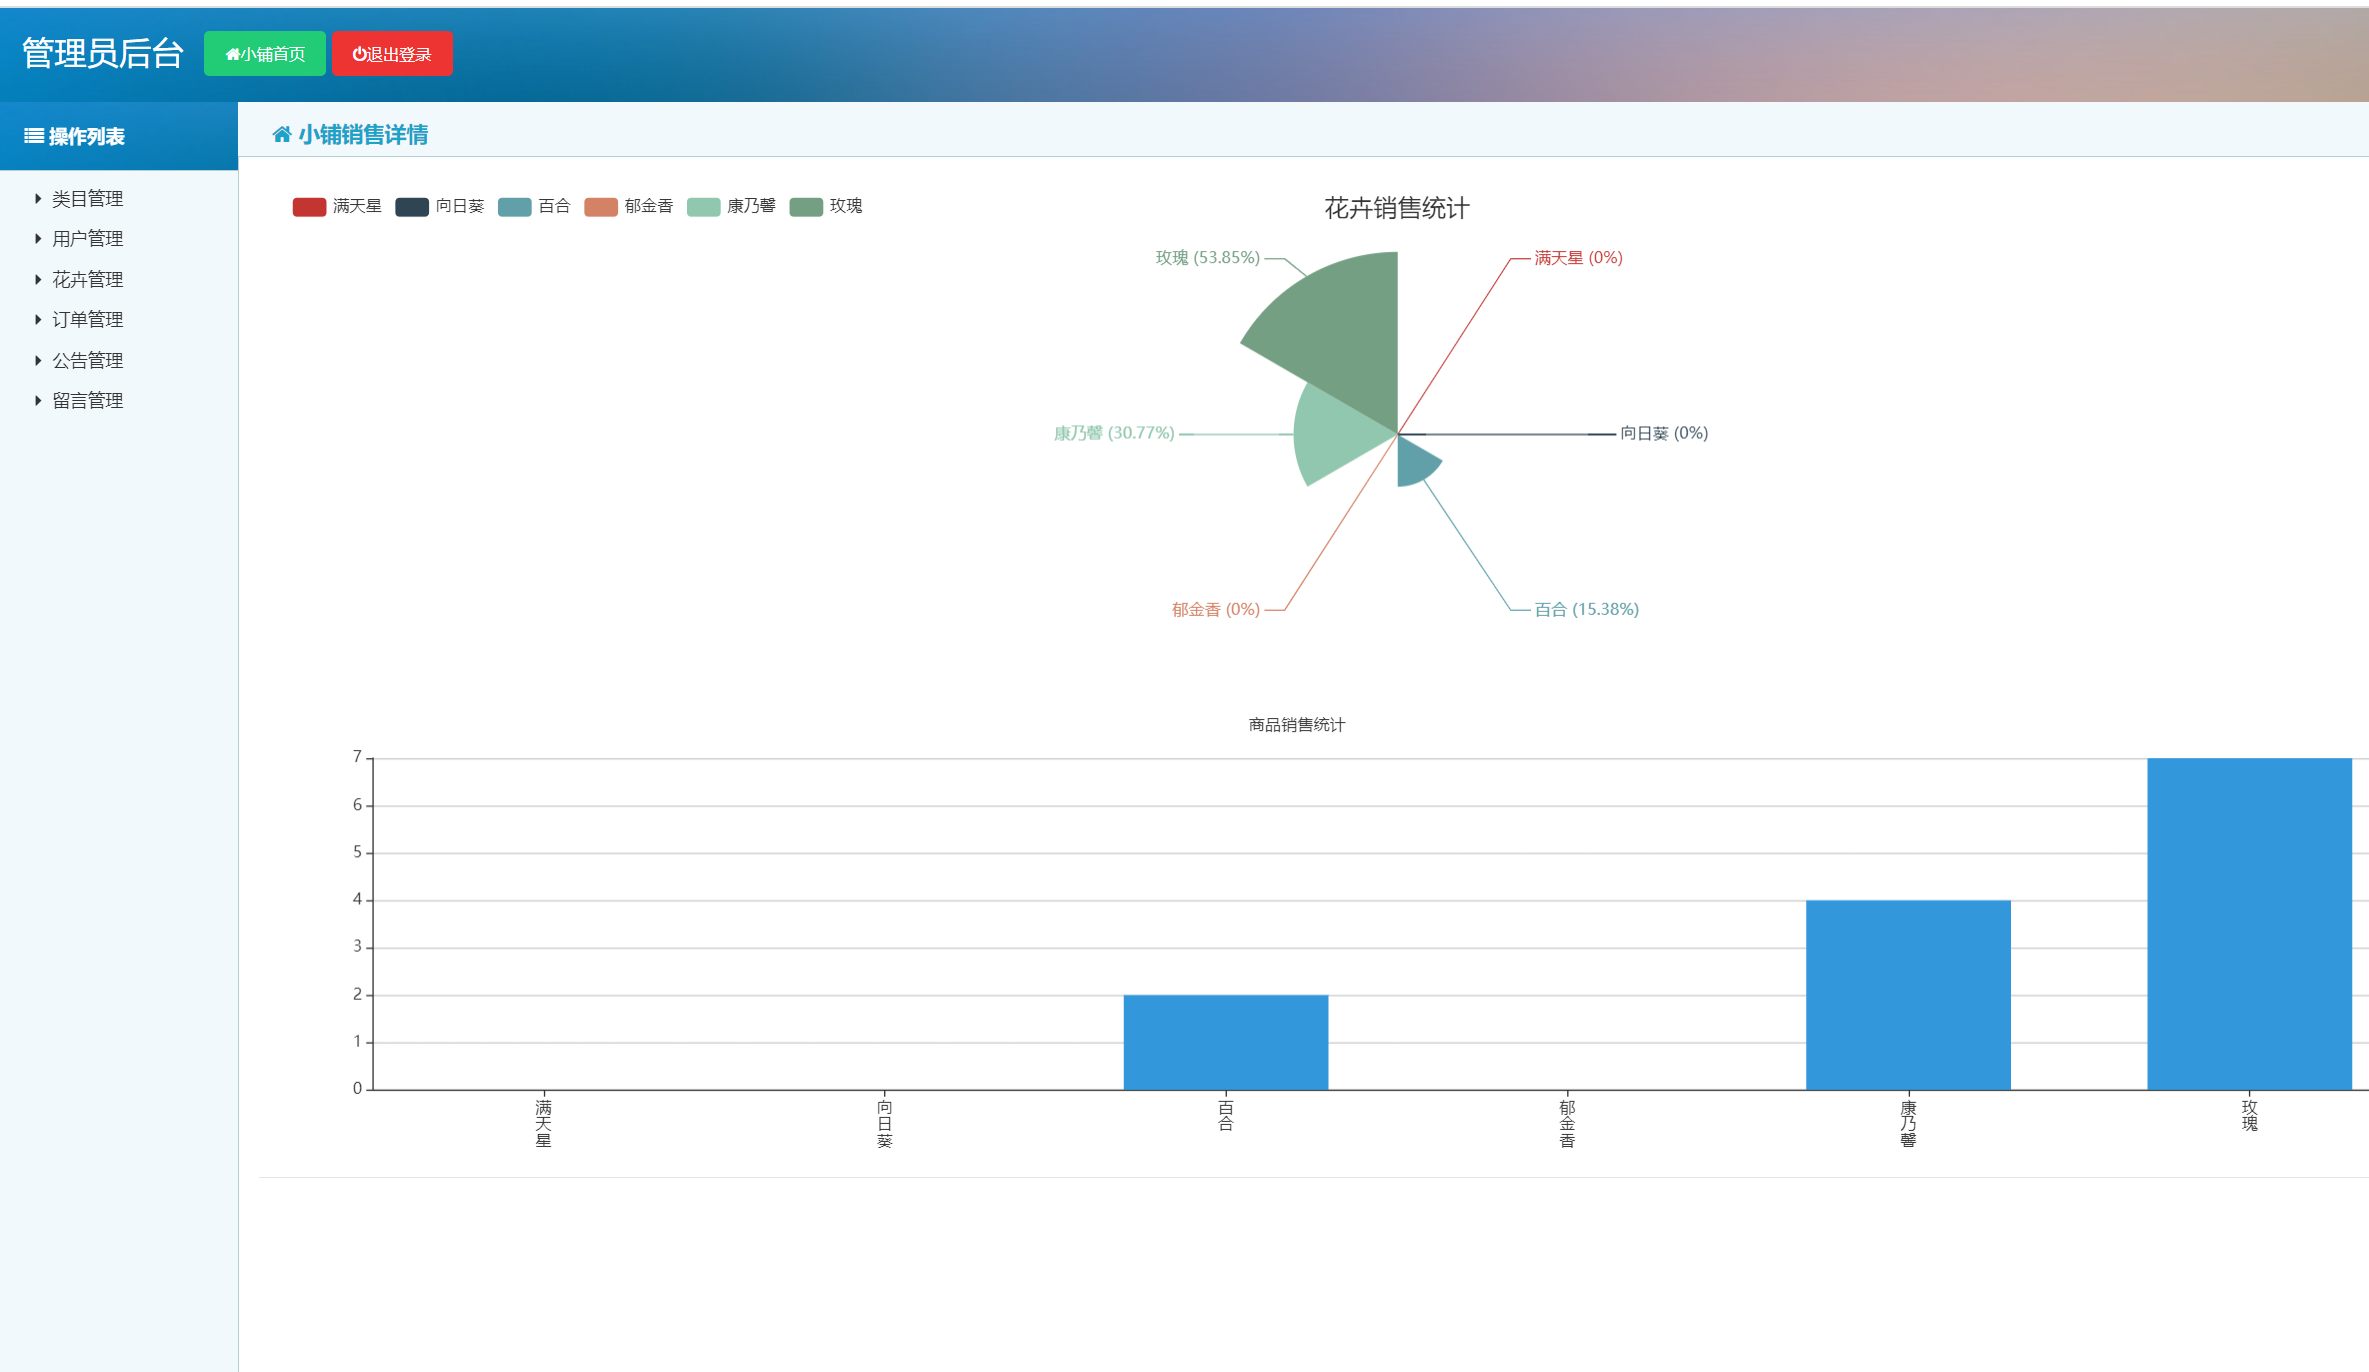 管理员后台 小铺首页 退出登录
操作列表
类目管理
用户管理
花卉管理
订单管理
公告管理
留言管理
小铺销售详情
满天星 向日葵 百合 郁金香 康乃馨 玫瑰
花卉销售统计
玫瑰 (53.85%)
满天星 (0%)
康乃馨 (30.77%)
向日葵 (0%)
郁金香 (0%)
百合 (15.38%)
商品销售统计
7
6
5
4
3
2
1
0
满天星
向日葵
百合
郁金香
康乃馨
玫瑰